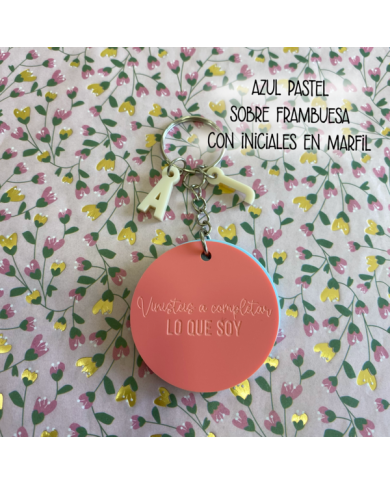 AZUL PASTEL
SOBRE FRAMBUESA
CON INICIALES EN MARFIL
A
Vinisteis a completar
LO QUE SOY